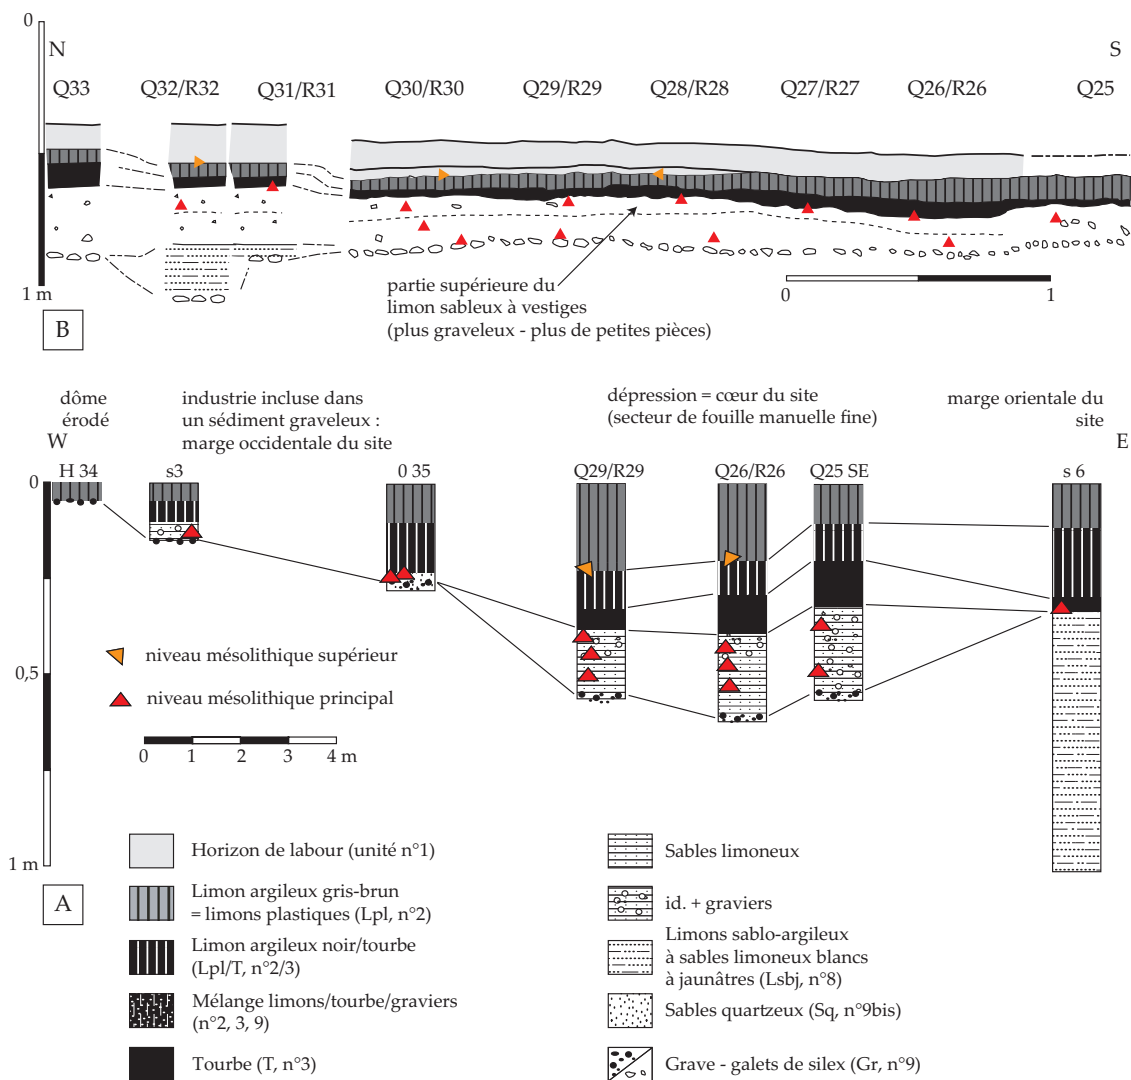 0
N
S
Q33
Q32/R32
Q31/R31
Q30/R30
Q29/R29
Q28/R28
Q27/R27
Q26/R26
Q25
1 m
0
1
partie supérieure du
limon sableux à vestiges
(plus graveleux - plus de petites pièces)
B
dôme
érodé
industrie incluse dans
un sédiment graveleux :
marge occidentale du site
dépression = cœur du site
(secteur de fouille manuelle fine)
marge orientale du
site
W
E
H 34
s3
0 35
Q29/R29
Q26/R26
Q25 SE
s 6
0
0,5
1 m
niveau mésolithique supérieur
niveau mésolithique principal
0
1
2
3
4 m
A
Horizon de labour (unité n°1)
Limon argileux gris-brun
= limons plastiques (Lpl, n°2)
Limon argileux noir/tourbe
(Lpl/T, n°2/3)
Mélange limons/tourbe/graviers
(n°2, 3, 9)
Tourbe (T, n°3)
Sables limoneux
id. + graviers
Limons sablo-argileux
à sables limoneux blancs
à jaunâtres (Lsbj, n°8)
Sables quartzeux (Sq, n°9bis)
Grave - galets de silex (Gr, n°9)